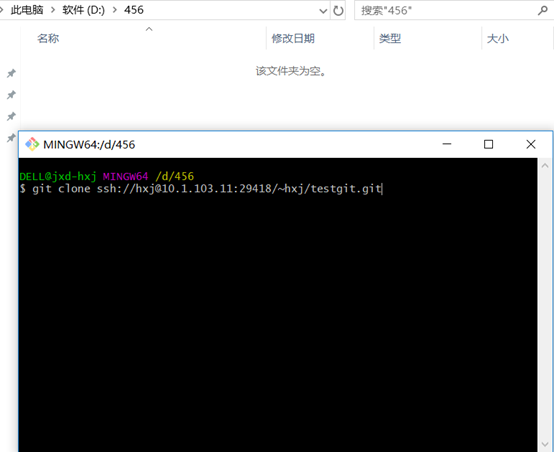 此电脑 > 软件 (D:) > 456
搜索"456"
名称
修改日期
类型
大小
该文件夹为空。
MINGW64:/d/456
DELL@jxd-hxj MINGW64 /d/456
$ git clone ssh://hxj@10.1.103.11:29418/~hxj/testgit.git